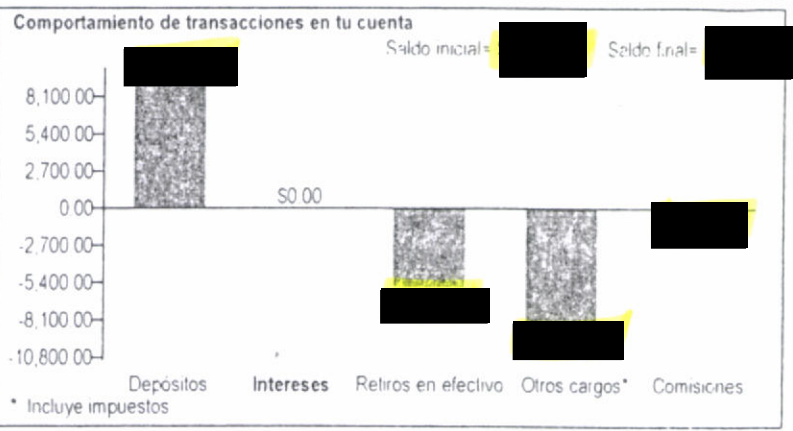 Comportamiento de transacciones en tu cuenta
Saldo inicial= Saldo final=
8,100 00
5,400 00
2,700 00
0 00
$0 00
-2,700 00
-5,400 00
-8,100 00
-10,800 00
Depósitos Intereses Retiros en efectivo Otros cargos* Comisiones
* Incluye impuestos